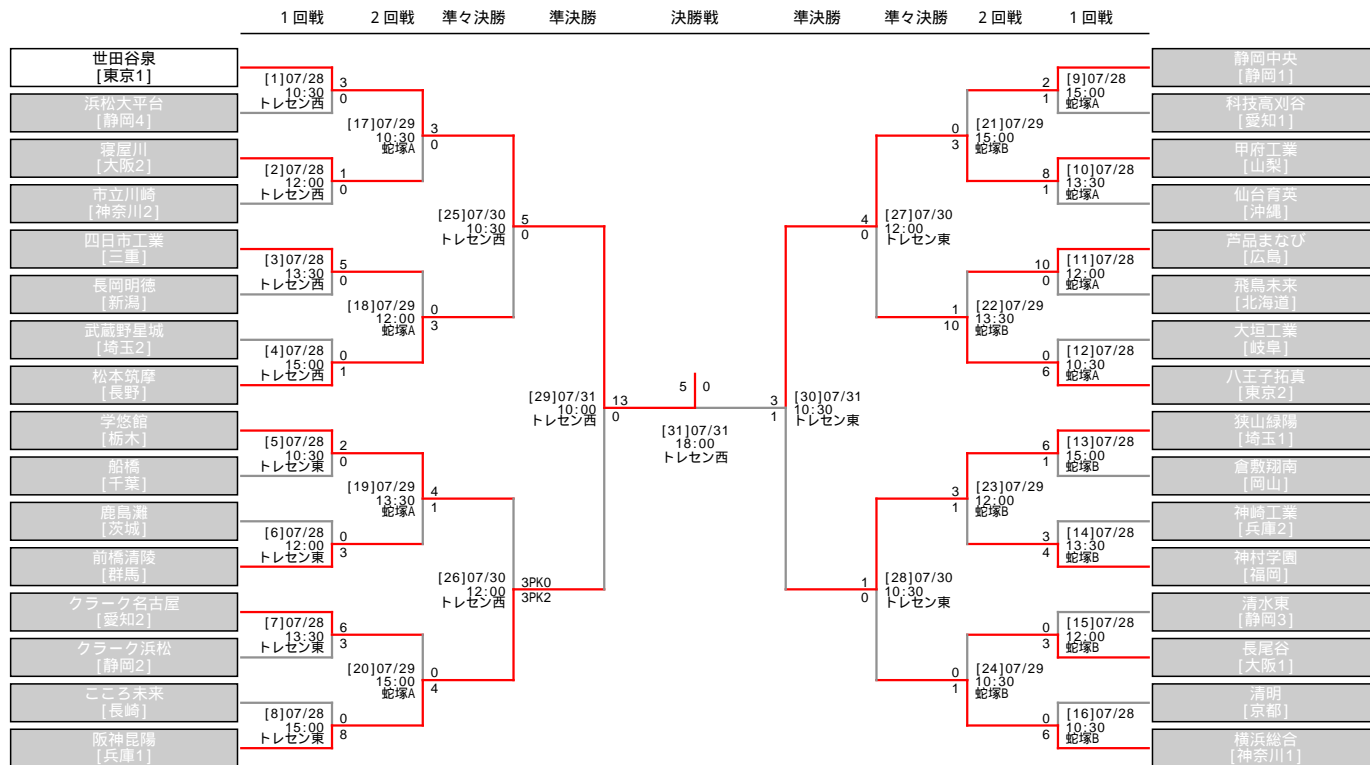 1回戦 2回戦 準々決勝 準決勝 決勝戦 準決勝 準々決勝 2回戦 1回戦
世田谷泉
[東京1]
浜松大平台
[静岡4]
寝屋川
[大阪2]
市立川崎
[神奈川2]
四日市工業
[三重]
長岡明徳
[新潟]
武蔵野星城
[埼玉2]
松本筑摩
[長野]
学悠館
[栃木]
船橋
[千葉]
鹿島灘
[茨城]
前橋清陵
[群馬]
クラーク名古屋
[愛知2]
クラーク浜松
[静岡2]
こころ未来
[長崎]
阪神昆陽
[兵庫1]
[1]07/28
10:30
トレセン西
3
0
[2]07/28
12:00
トレセン西
1
0
[3]07/28
13:30
トレセン西
5
0
[4]07/28
15:00
トレセン西
0
1
[5]07/28
10:30
トレセン東
2
0
[6]07/28
12:00
トレセン東
0
3
[7]07/28
13:30
トレセン東
6
3
[8]07/28
15:00
トレセン東
0
8
[17]07/29
10:30
蛇塚A
3
0
[18]07/29
12:00
蛇塚A
0
3
[19]07/29
13:30
蛇塚A
4
1
[20]07/29
15:00
蛇塚A
0
4
[25]07/30
10:30
トレセン西
5
0
[26]07/30
12:00
トレセン西
3PK0
3PK2
[29]07/31
10:00
トレセン西
13
0
5 0
[31]07/31
18:00
トレセン西
3
1
[30]07/31
10:30
トレセン東
4
0
[27]07/30
12:00
トレセン東
1
0
[28]07/30
10:30
トレセン東
0
3
[21]07/29
15:00
蛇塚B
1
10
[22]07/29
13:30
蛇塚B
3
1
[23]07/29
12:00
蛇塚B
0
1
[24]07/29
10:30
蛇塚B
2
1
[9]07/28
15:00
蛇塚A
8
1
[10]07/28
13:30
蛇塚A
10
0
[11]07/28
12:00
蛇塚A
0
6
[12]07/28
10:30
蛇塚A
6
1
[13]07/28
15:00
蛇塚B
3
4
[14]07/28
13:30
蛇塚B
0
3
[15]07/28
12:00
蛇塚B
0
6
[16]07/28
10:30
蛇塚B
静岡中央
[静岡1]
科技高刈谷
[愛知1]
甲府工業
[山梨]
仙台育英
[沖縄]
芦品まなび
[広島]
飛鳥未来
[北海道]
大垣工業
[岐阜]
八王子拓真
[東京2]
狭山緑陽
[埼玉1]
倉敷翔南
[岡山]
神崎工業
[兵庫2]
神村学園
[福岡]
清水東
[静岡3]
長尾谷
[大阪1]
清明
[京都]
横浜総合
[神奈川1]